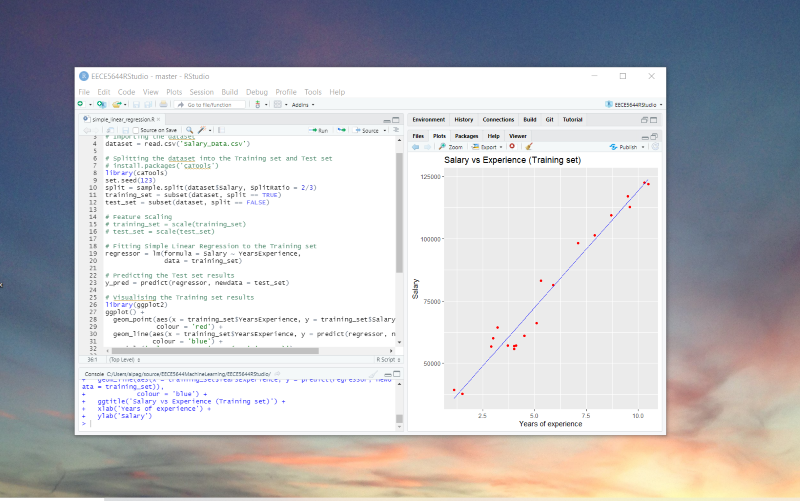 EECE5644RStudio - master - RStudio
File Edit Code View Plots Session Build Debug Profile Tools Help
Go to file/function
Addins
EECE5644RStudio
simple_linear_regression.R
Source on Save
Run
Source
3 # Importing the dataset
4 dataset = read.csv('Salary_Data.csv')
5
6 # Splitting the dataset into the Training set and Test set
7 # install.packages('caTools')
8 library(caTools)
9 set.seed(123)
10 split = sample.split(dataset$Salary, SplitRatio = 2/3)
11 training_set = subset(dataset, split == TRUE)
12 test_set = subset(dataset, split == FALSE)
13
14 # Feature Scaling
15 # training_set = scale(training_set)
16 # test_set = scale(test_set)
17
18 # Fitting Simple Linear Regression to the Training set
19 regressor = lm(formula = Salary ~ YearsExperience,
20 data = training_set)
21
22 # Predicting the Test set results
23 y_pred = predict(regressor, newdata = test_set)
24
25 # Visualising the Training set results
26 library(ggplot2)
27 ggplot() +
28 geom_point(aes(x = training_set$YearsExperience, y = training_set$Salary
29 colour = 'red') +
30 geom_line(aes(x = training_set$YearsExperience, y = predict(regressor, n
31 colour = 'blue') +
32
36:1 (Top Level) R Script
Console C:/Users/alpag/source/EECE5644MachineLearning/EECE5644RStudio/
+ geom_line(aes(x = training_set$YearsExperience, y = predict(regressor, newd
ata = training_set)),
+ colour = 'blue') +
+ ggtitle('Salary vs Experience (Training set)') +
+ xlab('Years of experience') +
+ ylab('Salary')
>
Environment History Connections Build Git Tutorial
Files Plots Packages Help Viewer
Zoom Export Publish
Salary vs Experience (Training set)
125000
100000
75000
50000
Salary
2.5 5.0 7.5 10.0
Years of experience